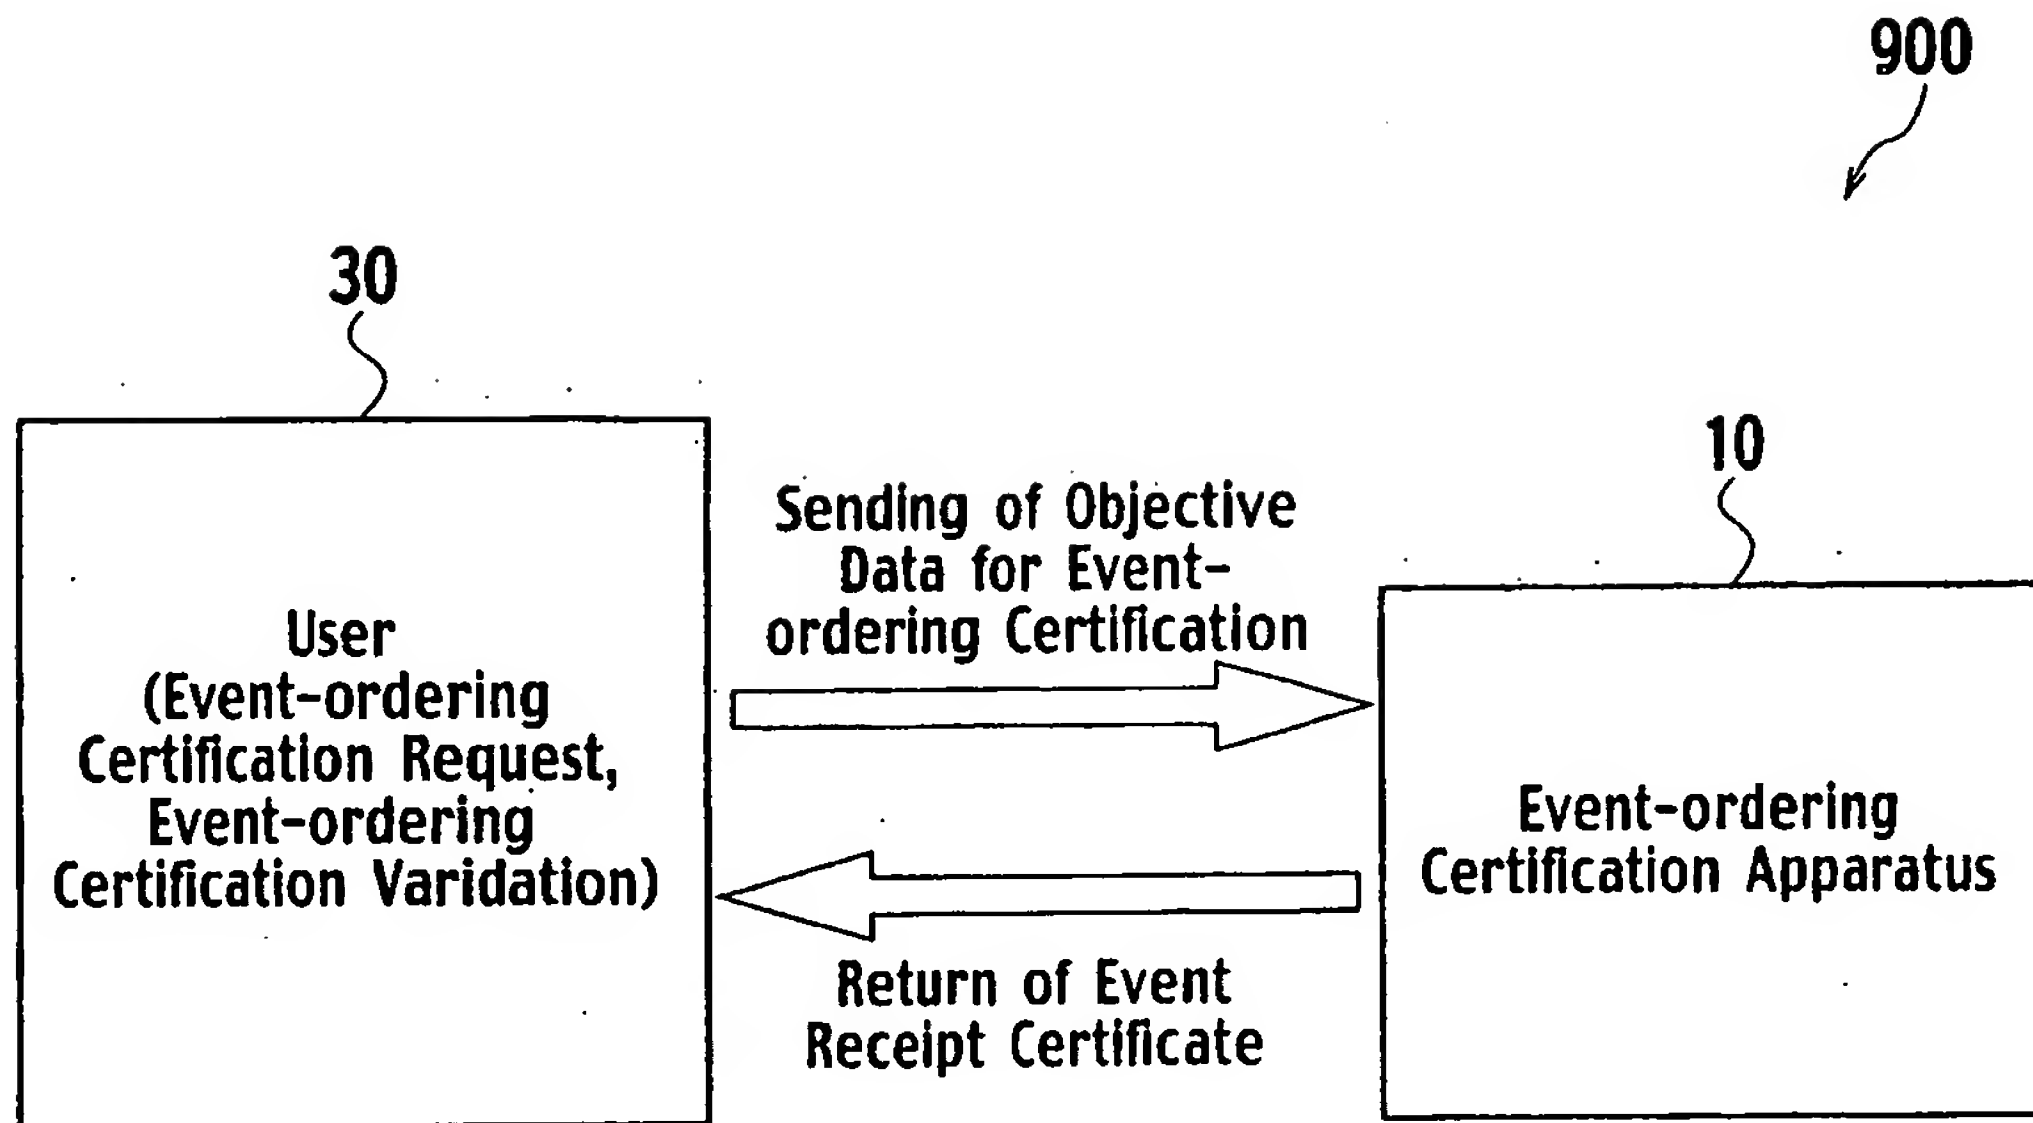 900
30
User
(Event-ordering
Certification Request,
Event-ordering
Certification Varidation)
Sending of Objective
Data for Event-
ordering Certification
Return of Event
Receipt Certificate
10
Event-ordering
Certification Apparatus